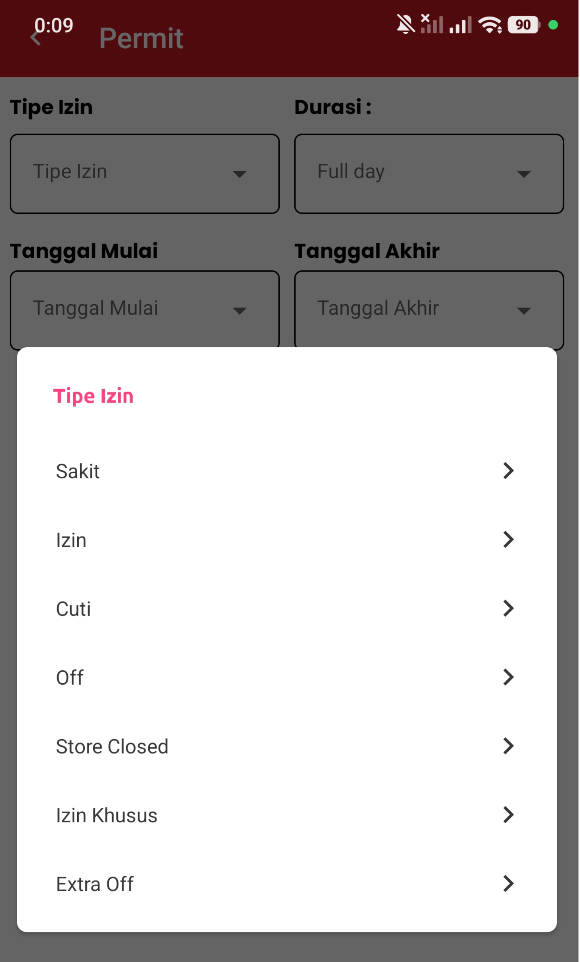 0:09
90
Permit
Tipe Izin
Durasi :
Tipe Izin
Full day
Tanggal Mulai
Tanggal Akhir
Tanggal Mulai
Tanggal Akhir
Tipe Izin
Sakit
Izin
Cuti
Off
Store Closed
Izin Khusus
Extra Off